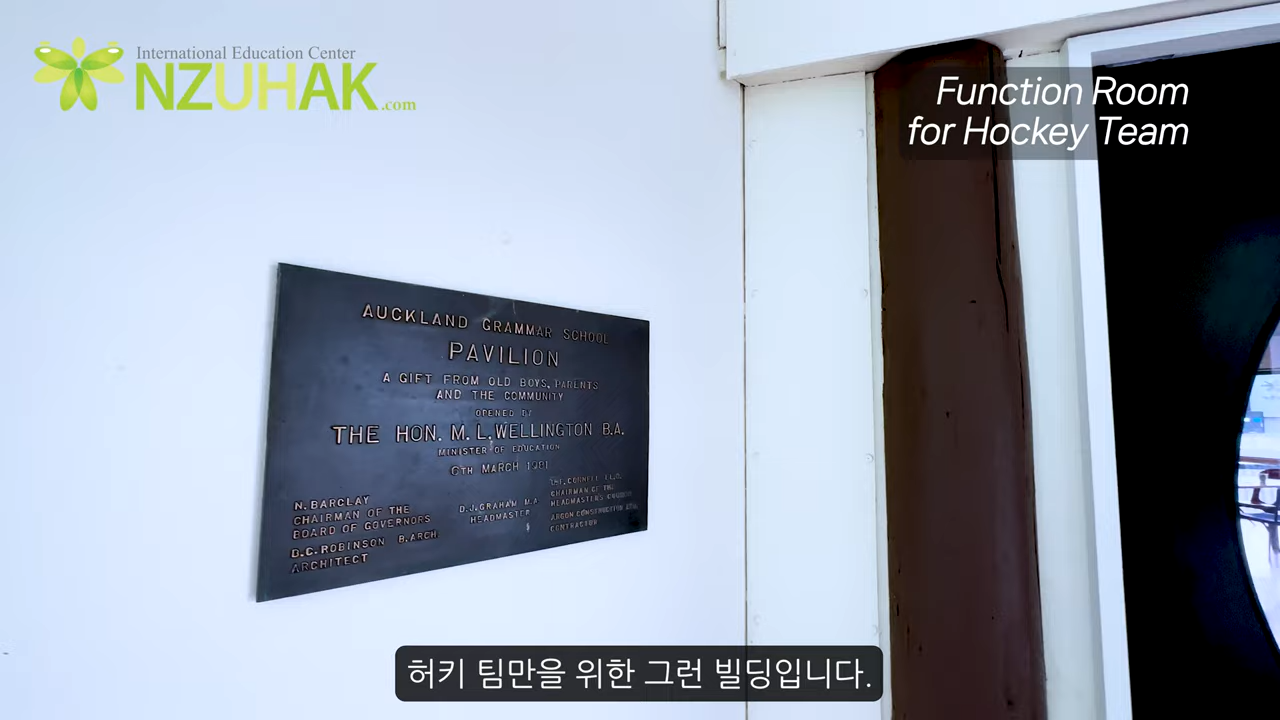 International Education Center
NZUHAK.com
Function Room
for Hockey Team
AUCKLAND GRAMMAR SCHOOL
PAVILION
A GIFT FROM OLD BOYS, PARENTS
AND THE COMMUNITY
OPENED BY
THE HON. M. L. WELLINGTON B.A.
MINISTER OF EDUCATION
6TH MARCH 1981
N. BARCLAY
CHAIRMAN OF THE
BOARD OF GOVERNORS
B.C. ROBINSON B.ARCH.
ARCHITECT
D.J. GRAHAM. M.A.
HEADMASTER
CHAIRMAN OF THE
HEADMASTERS
CONTRACTOR
허키 팀만을 위한 그런 빌딩입니다.